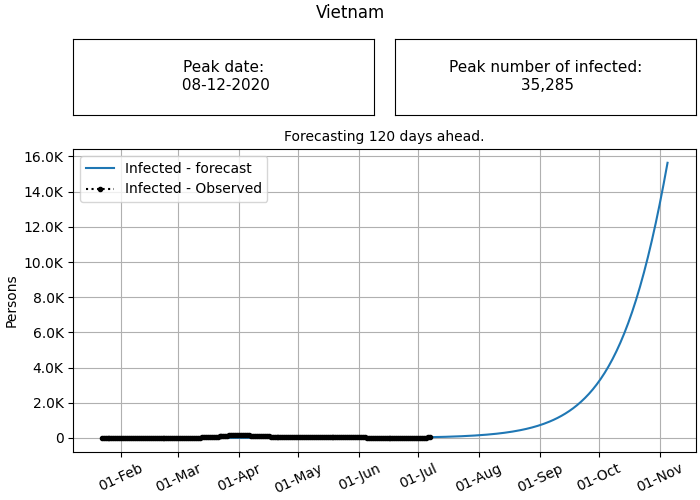 Vietnam
Peak date:
08-12-2020
Peak number of infected:
35,285
Forecasting 120 days ahead.
16.0K
14.0K
12.0K
10.0K
8.0K
6.0K
4.0K
2.0K
0
Persons
Infected - forecast
Infected - Observed
01-Feb
01-Mar
01-Apr
01-May
01-Jun
01-Jul
01-Aug
01-Sep
01-Oct
01-Nov